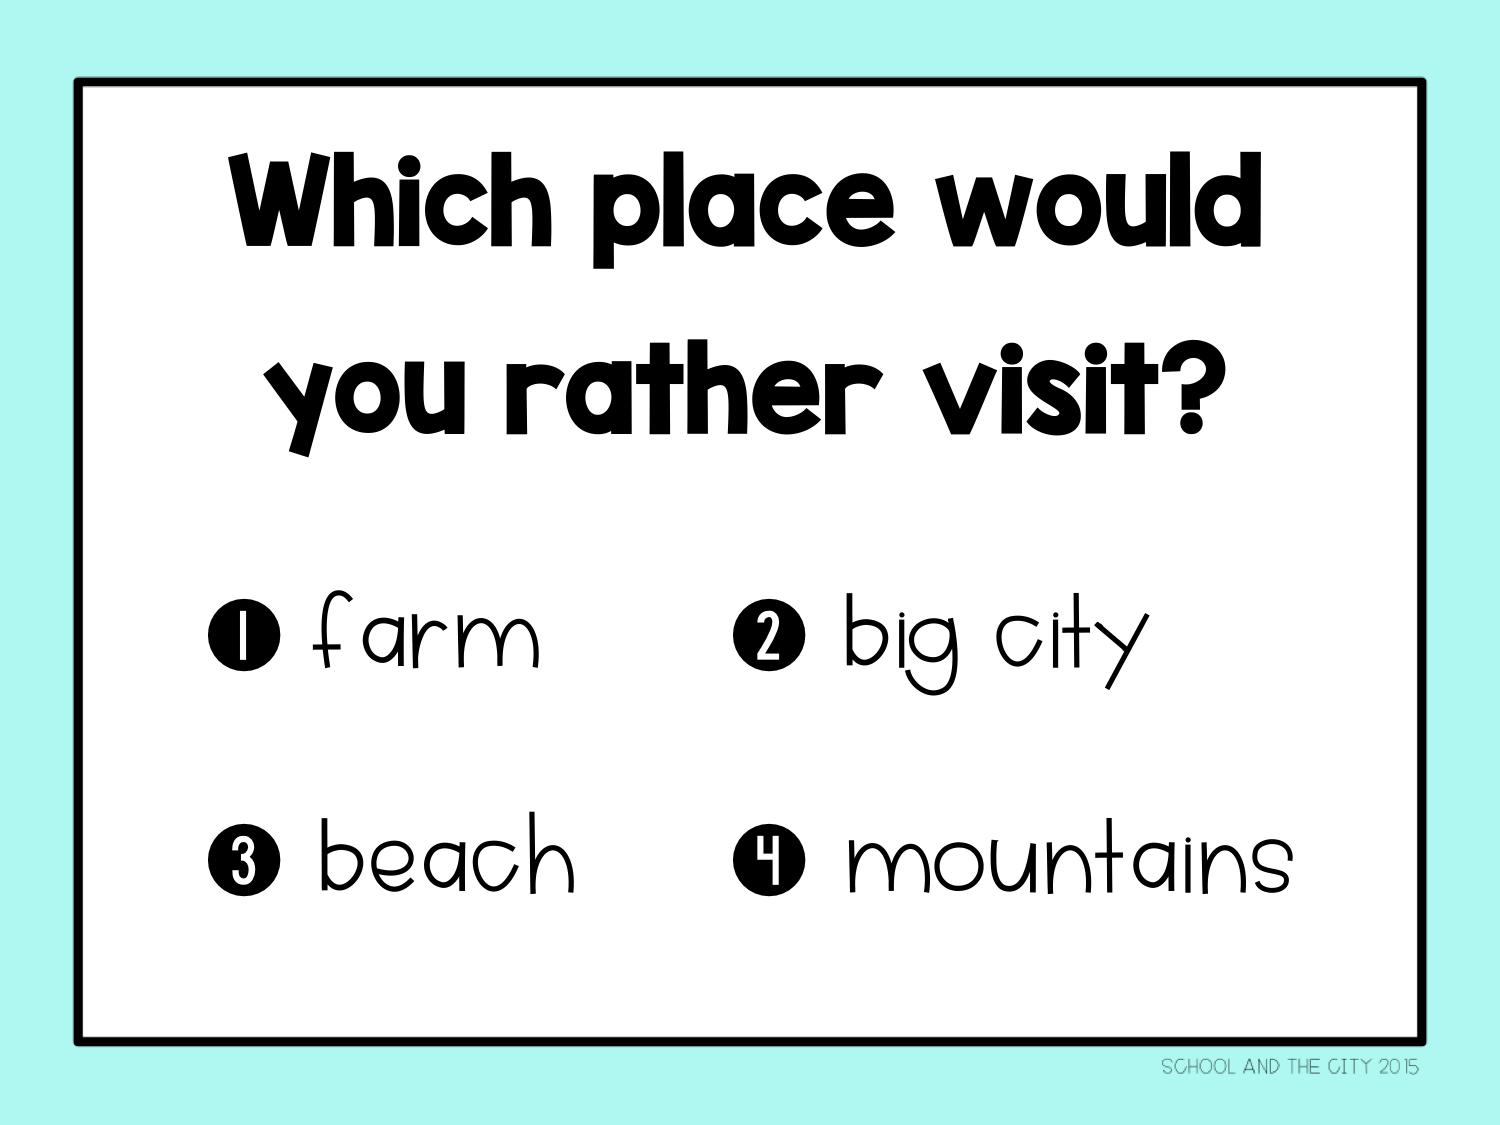 Which place would
you rather visit?
1 farm
2 big city
3 beach
4 mountains
SCHOOL AND THE CITY 2015